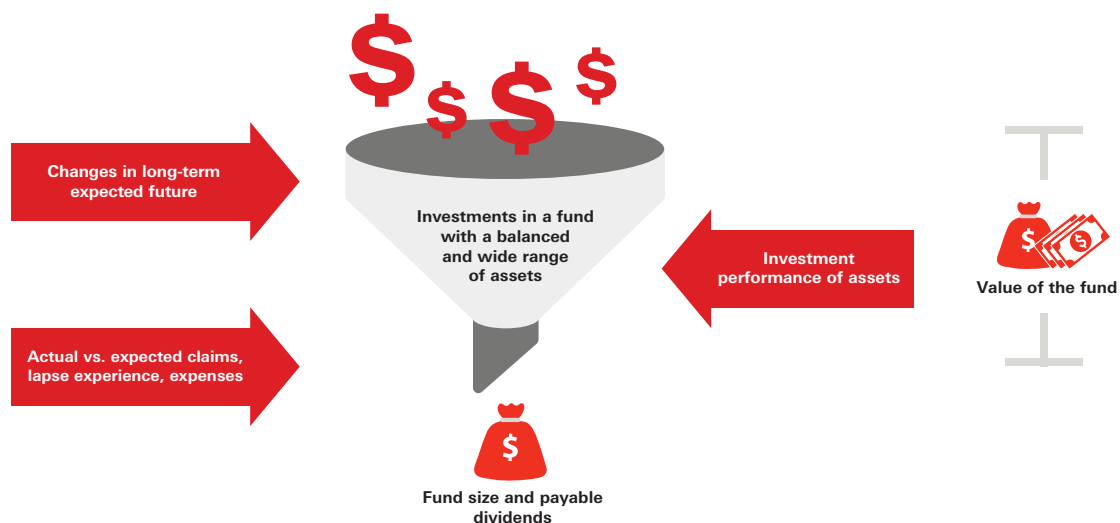 $ $ $ $
Changes in long-term
expected future
Investments in a fund
with a balanced
and wide range
of assets
Investment
performance of assets
$ $
Value of the fund
Actual vs. expected claims,
lapse experience, expenses
$
Fund size and payable
dividends